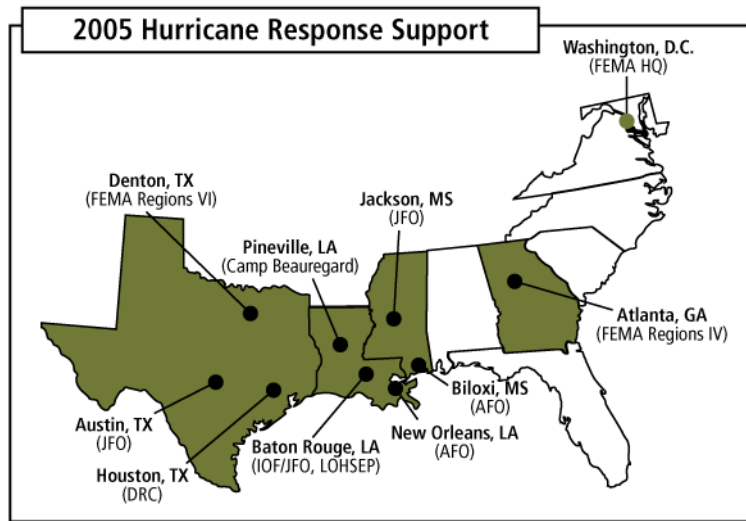 2005 Hurricane Response Support
Washington, D.C.
(FEMA HQ)
Denton, TX
(FEMA Regions VI)
Jackson, MS
(JFO)
Pineville, LA
(Camp Beauregard)
Atlanta, GA
(FEMA Regions IV)
Biloxi, MS
(AFO)
Austin, TX
(JFO)
New Orleans, LA
(AFO)
Baton Rouge, LA
(IOF/JFO, LOHSEP)
Houston, TX
(DRC)